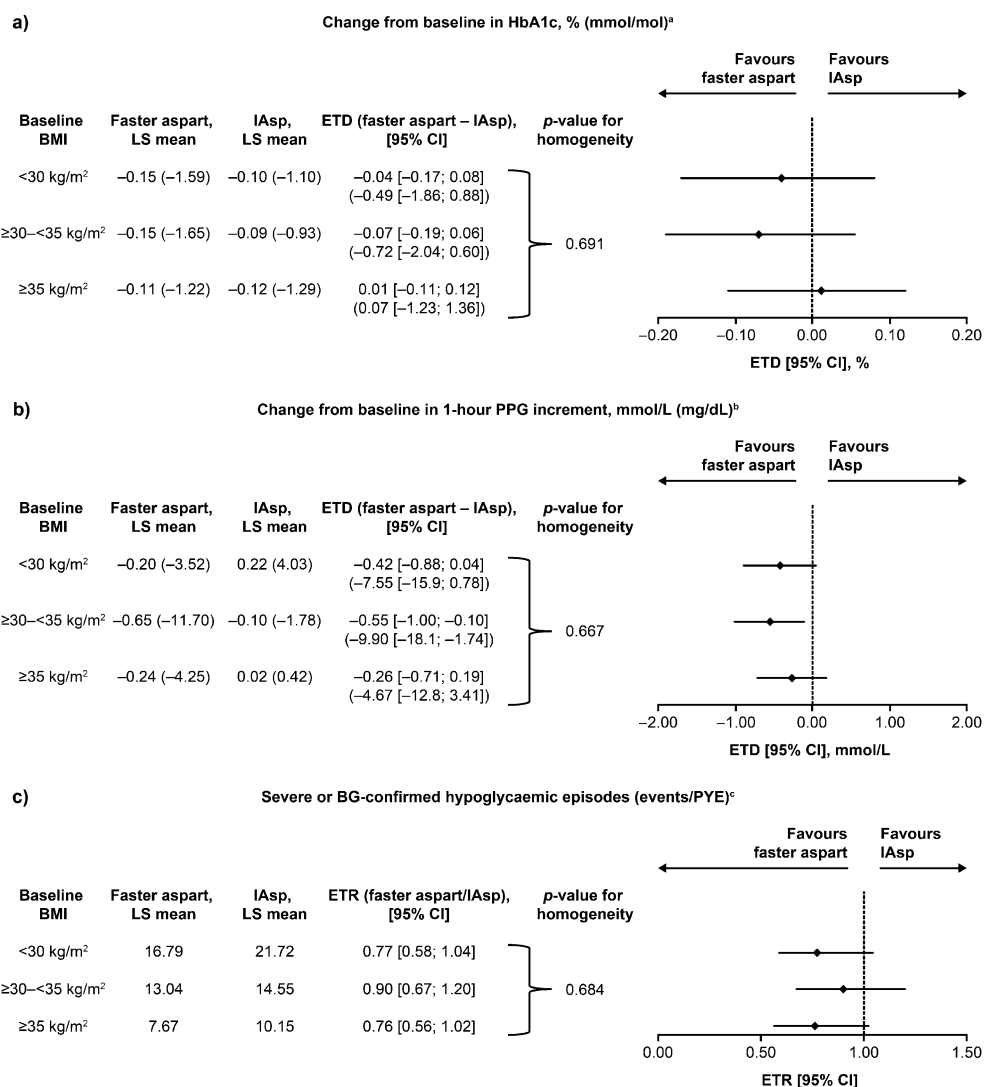 a)
Change from baseline in HbA1c, % (mmol/mol)ᵃ
Favours Favours
faster aspart IAsp
Baseline Faster aspart, IAsp, ETD (faster aspart – IAsp), p-value for
BMI LS mean LS mean [95% CI] homogeneity
<30 kg/m² –0.15 (–1.59) –0.10 (–1.10) –0.04 [–0.17; 0.08]
(–0.49 [–1.86; 0.88])
≥30–<35 kg/m² –0.15 (–1.65) –0.09 (–0.93) –0.07 [–0.19; 0.06]
(–0.72 [–2.04; 0.60])
0.691
≥35 kg/m² –0.11 (–1.22) –0.12 (–1.29) 0.01 [–0.11; 0.12]
(0.07 [–1.23; 1.36])
–0.20 –0.10 0.00 0.10 0.20
ETD [95% CI], %
b)
Change from baseline in 1-hour PPG increment, mmol/L (mg/dL)ᵇ
Favours Favours
faster aspart IAsp
Baseline Faster aspart, IAsp, ETD (faster aspart – IAsp), p-value for
BMI LS mean LS mean [95% CI] homogeneity
<30 kg/m² –0.20 (–3.52) 0.22 (4.03) –0.42 [–0.88; 0.04]
(–7.55 [–15.9; 0.78])
≥30–<35 kg/m² –0.65 (–11.70) –0.10 (–1.78) –0.55 [–1.00; –0.10]
(–9.90 [–18.1; –1.74])
0.667
≥35 kg/m² –0.24 (–4.25) 0.02 (0.42) –0.26 [–0.71; 0.19]
(–4.67 [–12.8; 3.41])
–2.00 –1.00 0.00 1.00 2.00
ETD [95% CI], mmol/L
c)
Severe or BG-confirmed hypoglycaemic episodes (events/PYE)ᶜ
Favours Favours
faster aspart IAsp
Baseline Faster aspart, IAsp, ETR (faster aspart/IAsp), p-value for
BMI LS mean LS mean [95% CI] homogeneity
<30 kg/m² 16.79 21.72 0.77 [0.58; 1.04]
≥30–<35 kg/m² 13.04 14.55 0.90 [0.67; 1.20] 0.684
≥35 kg/m² 7.67 10.15 0.76 [0.56; 1.02]
0.00 0.50 1.00 1.50
ETR [95% CI]